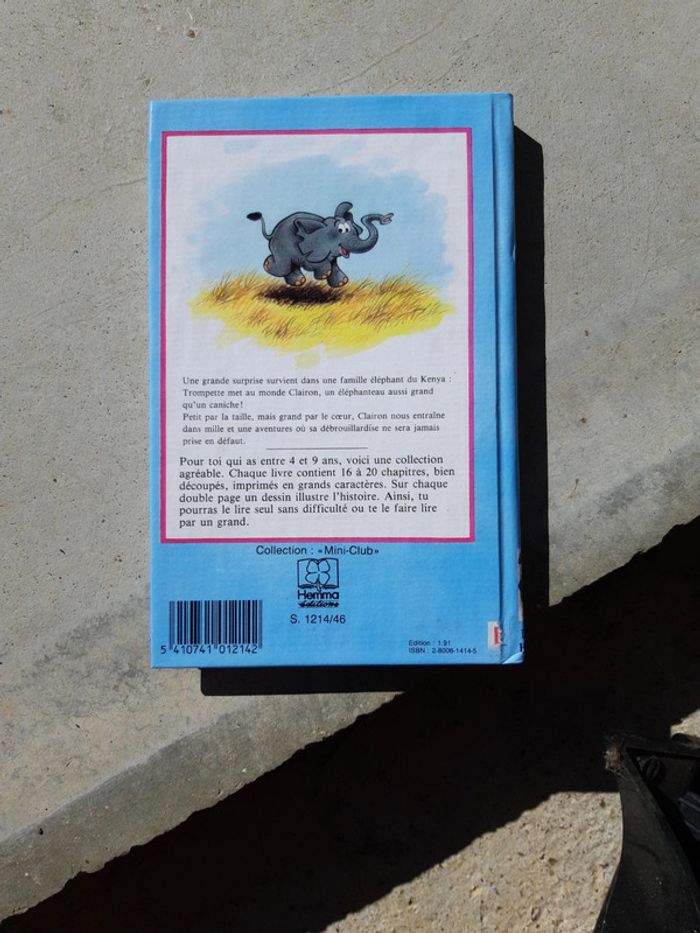 Une grande surprise survient dans une famille éléphant du Kenya :
Trompette met au monde Clairon, un éléphanteau aussi grand
qu'un caniche!
Petit par la taille, mais grand par le cœur, Clairon nous entraîne
dans mille et une aventures où sa débrouillardise ne sera jamais
prise en défaut.
Pour toi qui as entre 4 et 9 ans, voici une collection
agréable. Chaque livre contient 16 à 20 chapitres, bien
découpés, imprimés en grands caractères. Sur chaque
double page un dessin illustre l'histoire. Ainsi, tu
pourras le lire seul sans difficulté ou te le faire lire
par un grand.
Collection : «Mini-Club»
Hemma
éditions
S. 1214/46
5 410741 012142
Edition : 1.91
ISBN : 2-8006-1414-5